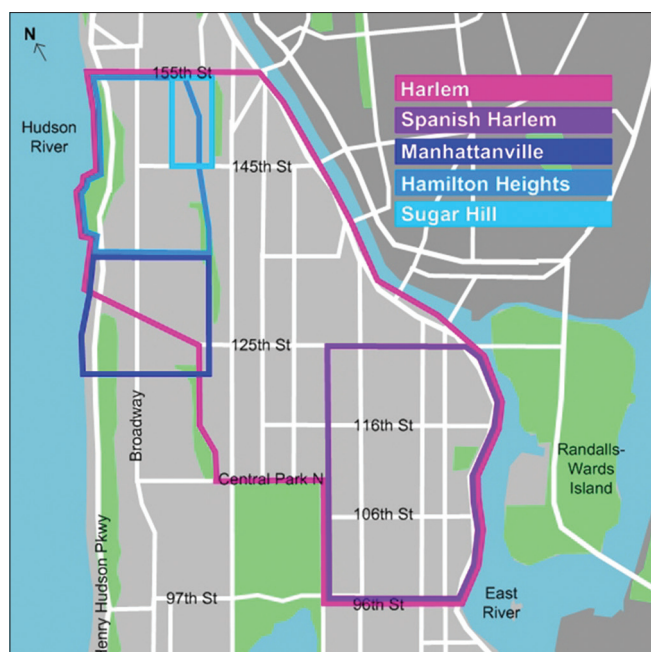 N
155th St
Hudson
River
Harlem
Spanish Harlem
Manhattanville
Hamilton Heights
Sugar Hill
145th St
125th St
Broadway
116th St
Randalls-
Wards
Island
Central Park N
106th St
Henry Hudson Pkwy
97th St
96th St
East
River